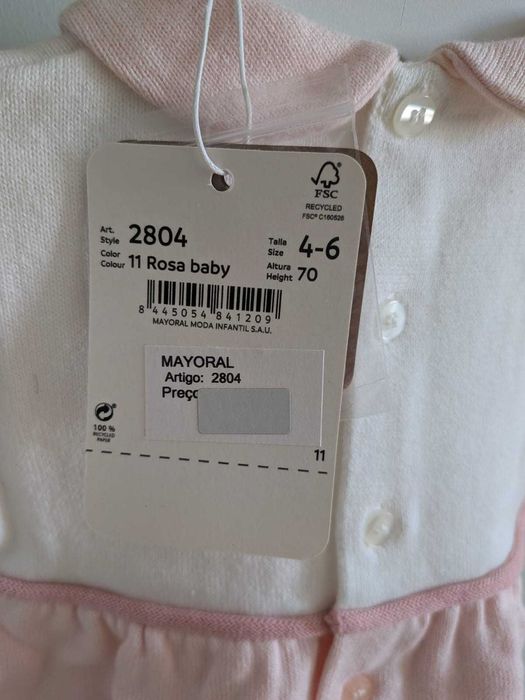 FSC
RECYCLED
FSC® C160526
Art.
Style 2804
Talla
Size 4-6
Color
Colour 11 Rosa baby
Altura
Height 70
8 445054 841209
MAYORAL MODA INFANTIL S.A.U.
MAYORAL
Artigo: 2804
Preço
100 %
RECYCLED
PAPER
11